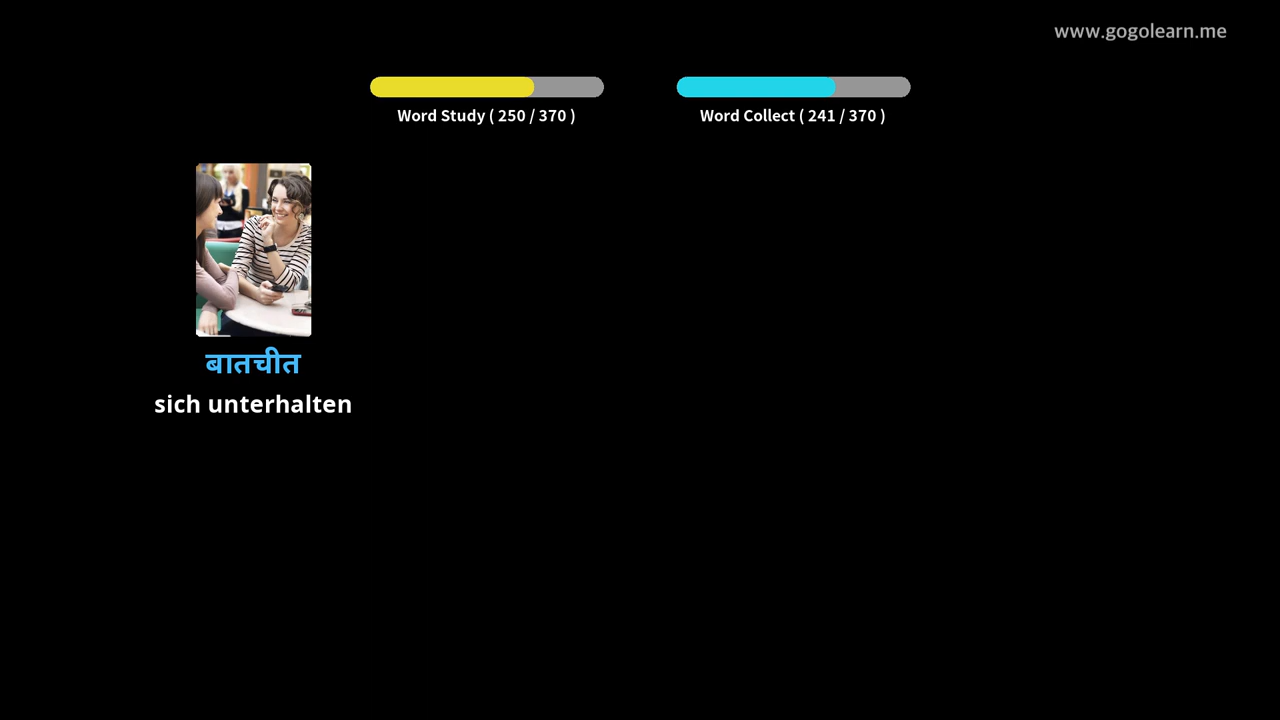 www.gogolearn.me
Word Study ( 250 / 370 )
Word Collect ( 241 / 370 )
बातचीत
sich unterhalten